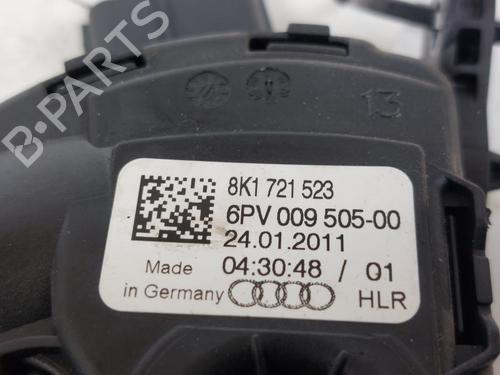 B-PARTS
13
8K1 721 523
6PV 009 505-00
24.01.2011
Made 04:30:48 / 01
in Germany HLR